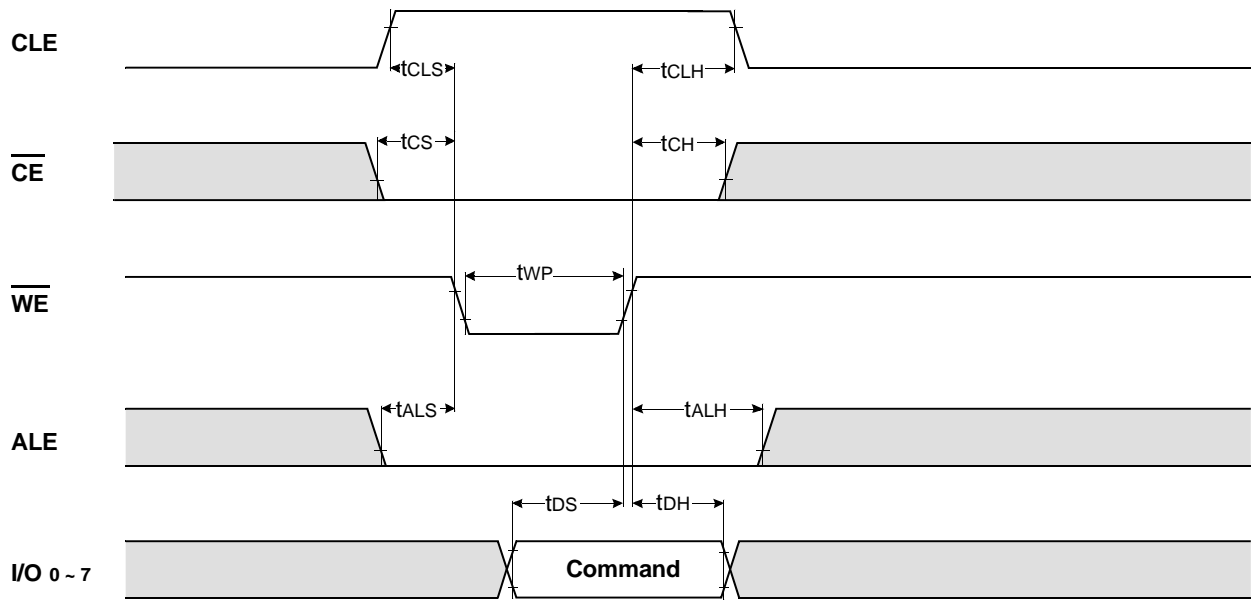 CLE
tCLS
tCLH
CE
tCS
tCH
WE
tWP
ALE
tALS
tALH
I/O 0 ~ 7
tDS
tDH
Command